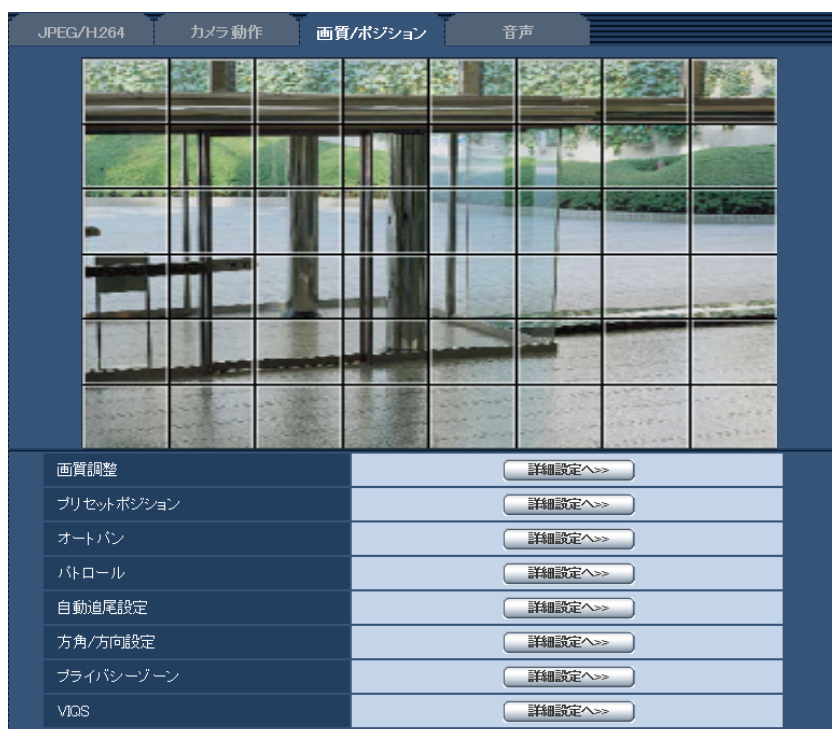 JPEG/H.264 カメラ動作 画質/ポジション 音声
画質調整 詳細設定へ>>
プリセットポジション 詳細設定へ>>
オートパン 詳細設定へ>>
パトロール 詳細設定へ>>
自動追尾設定 詳細設定へ>>
方角/方向設定 詳細設定へ>>
プライバシーゾーン 詳細設定へ>>
VIQS 詳細設定へ>>